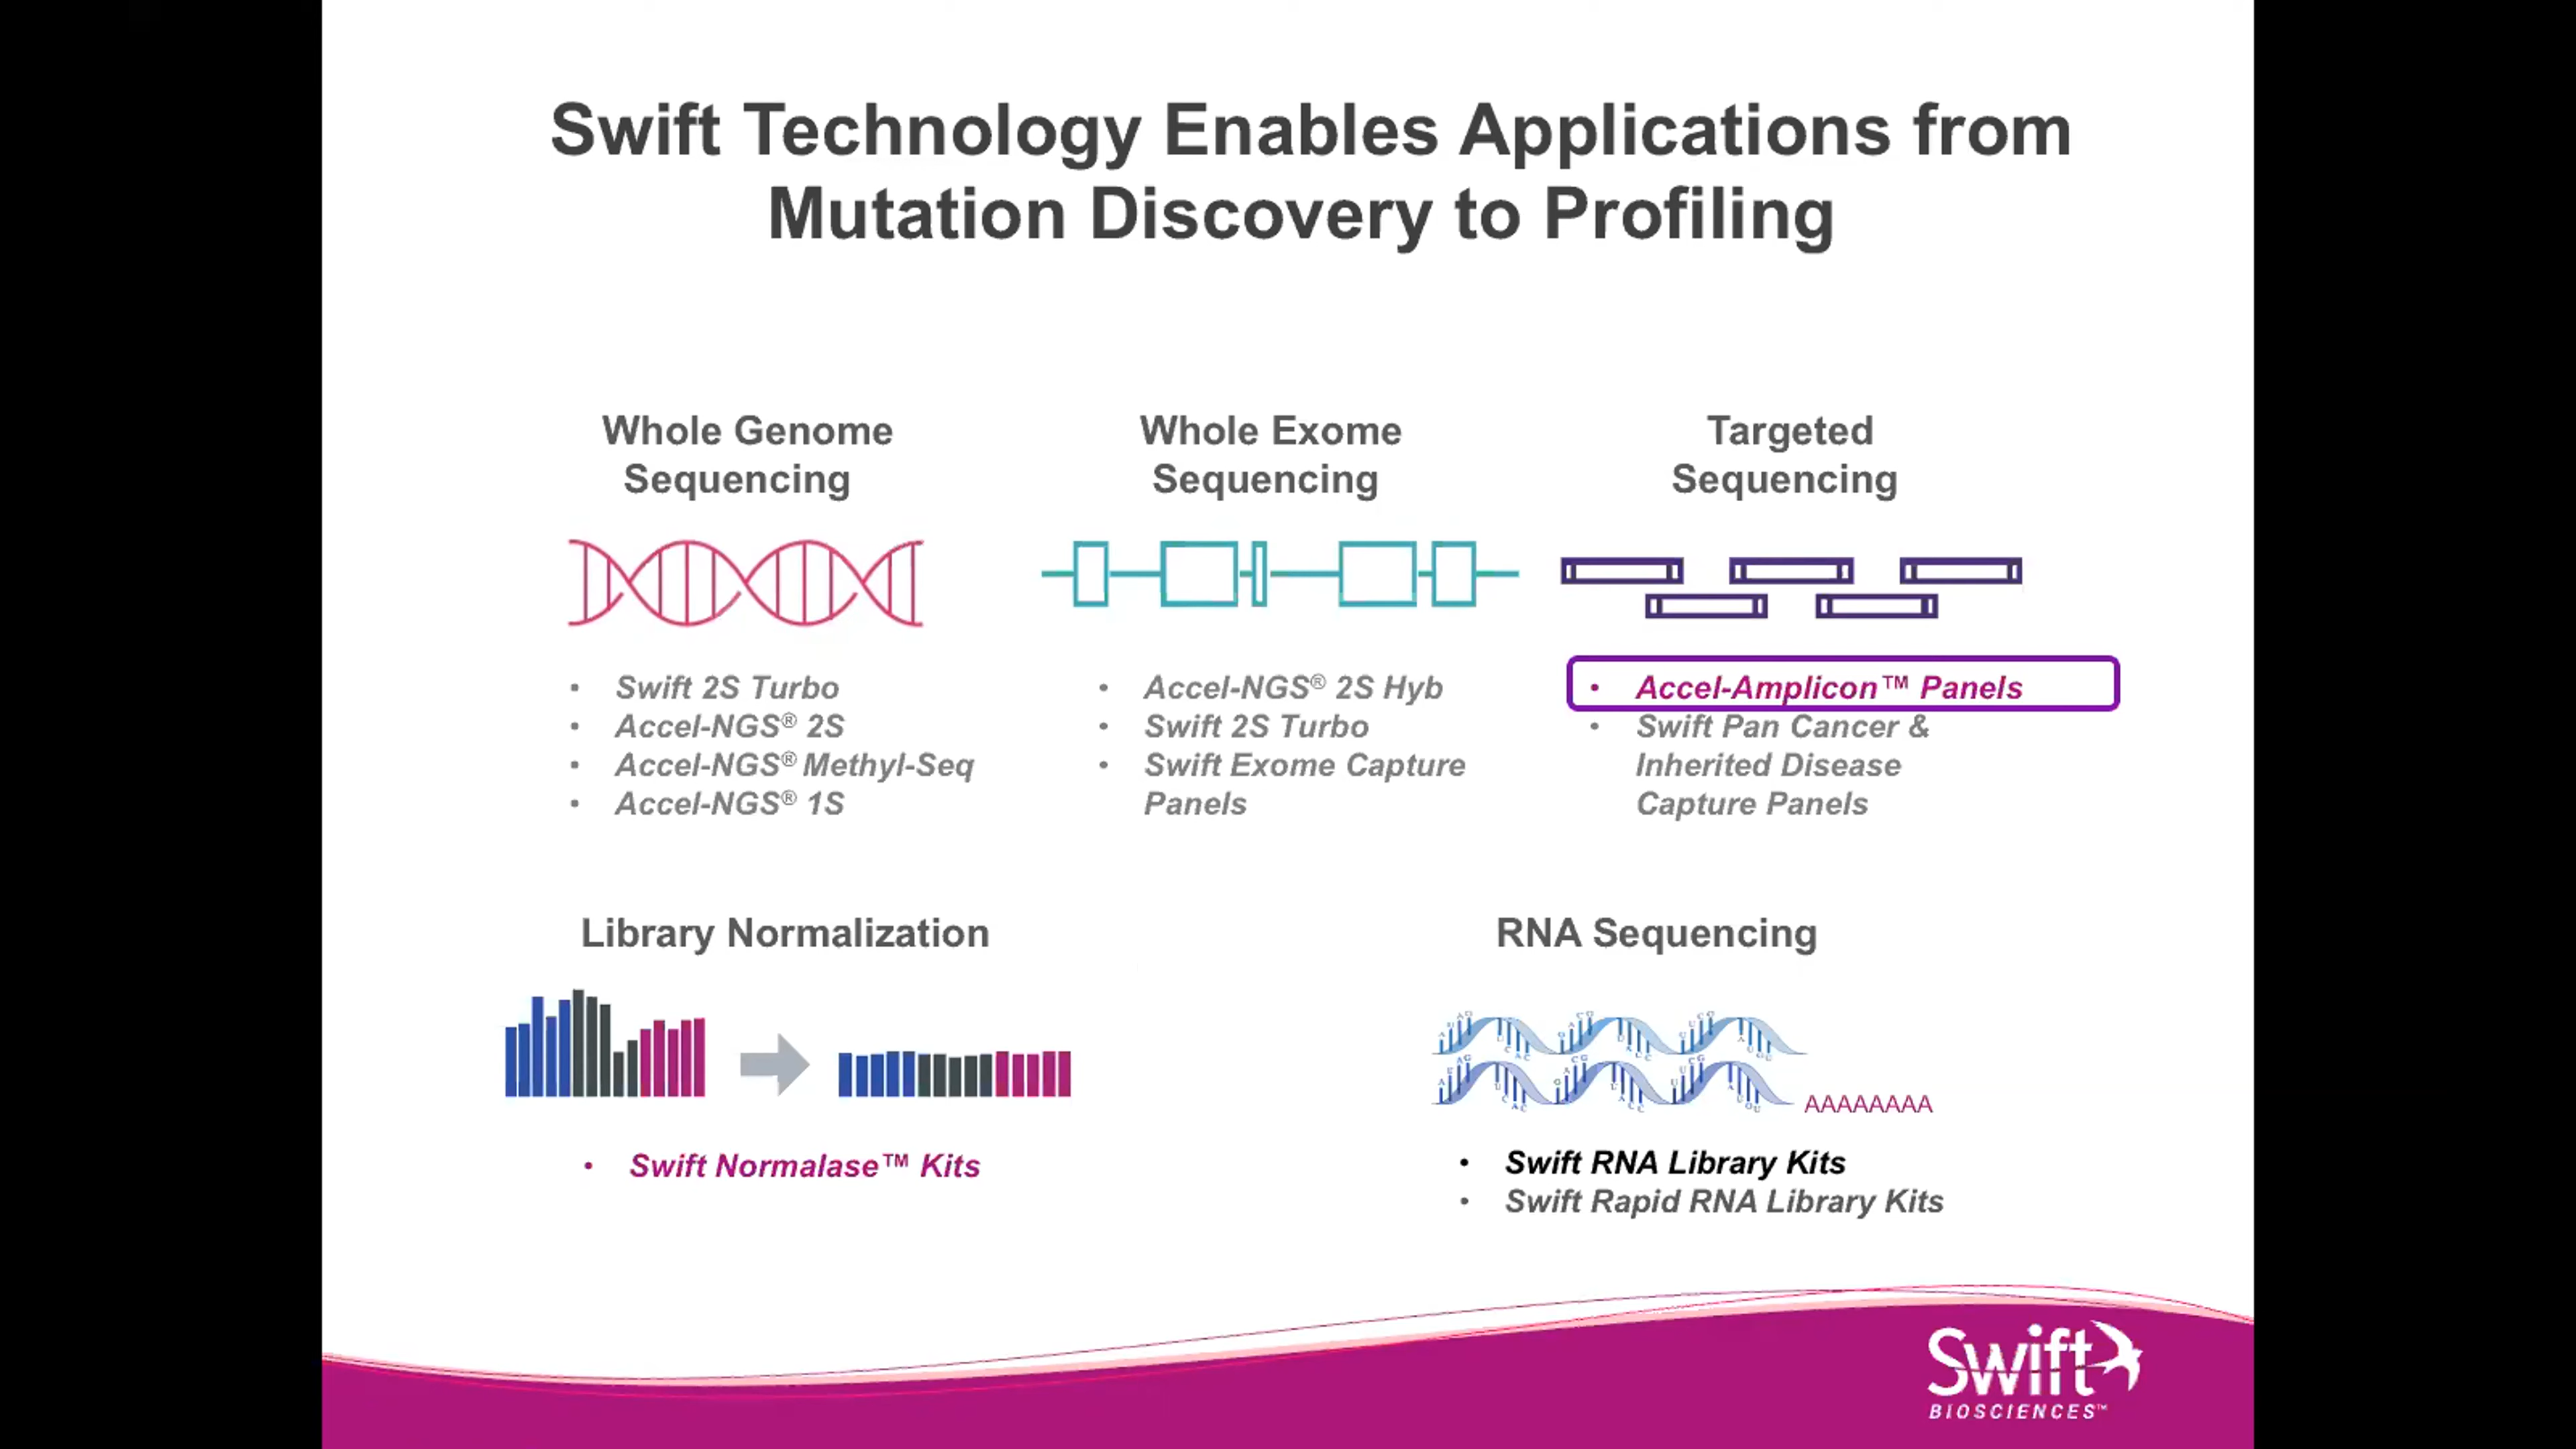 Swift Technology Enables Applications from
Mutation Discovery to Profiling
Whole Genome
Sequencing
Whole Exome
Sequencing
Targeted
Sequencing
• Swift 2S Turbo
• Accel-NGS® 2S
• Accel-NGS® Methyl-Seq
• Accel-NGS® 1S
• Accel-NGS® 2S Hyb
• Swift 2S Turbo
• Swift Exome Capture
Panels
• Accel-Amplicon™ Panels
• Swift Pan Cancer &
Inherited Disease
Capture Panels
Library Normalization
• Swift Normalase™ Kits
RNA Sequencing
AAAAAAAA
• Swift RNA Library Kits
• Swift Rapid RNA Library Kits
Swift
BIOSCIENCES™